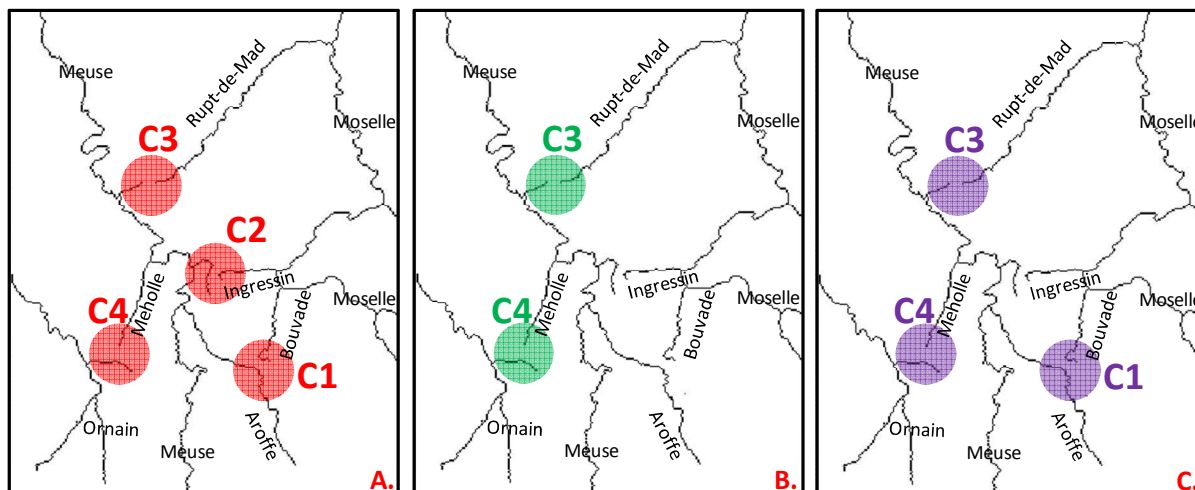 Meuse
Rupt-de-Mad
Moselle
C3
C2
Ingressin
Meholle
C4
Bouvade
Moselle
C1
Ornain
Meuse
Aroffe
A.
Meuse
Rupt-de-Mad
Moselle
C3
Ingressin
Meholle
C4
Bouvade
Moselle
Ornain
Meuse
Aroffe
B.
Meuse
Rupt-de-Mad
Moselle
C3
Ingressin
Meholle
C4
Bouvade
Moselle
C1
Ornain
Meuse
Aroffe
C.